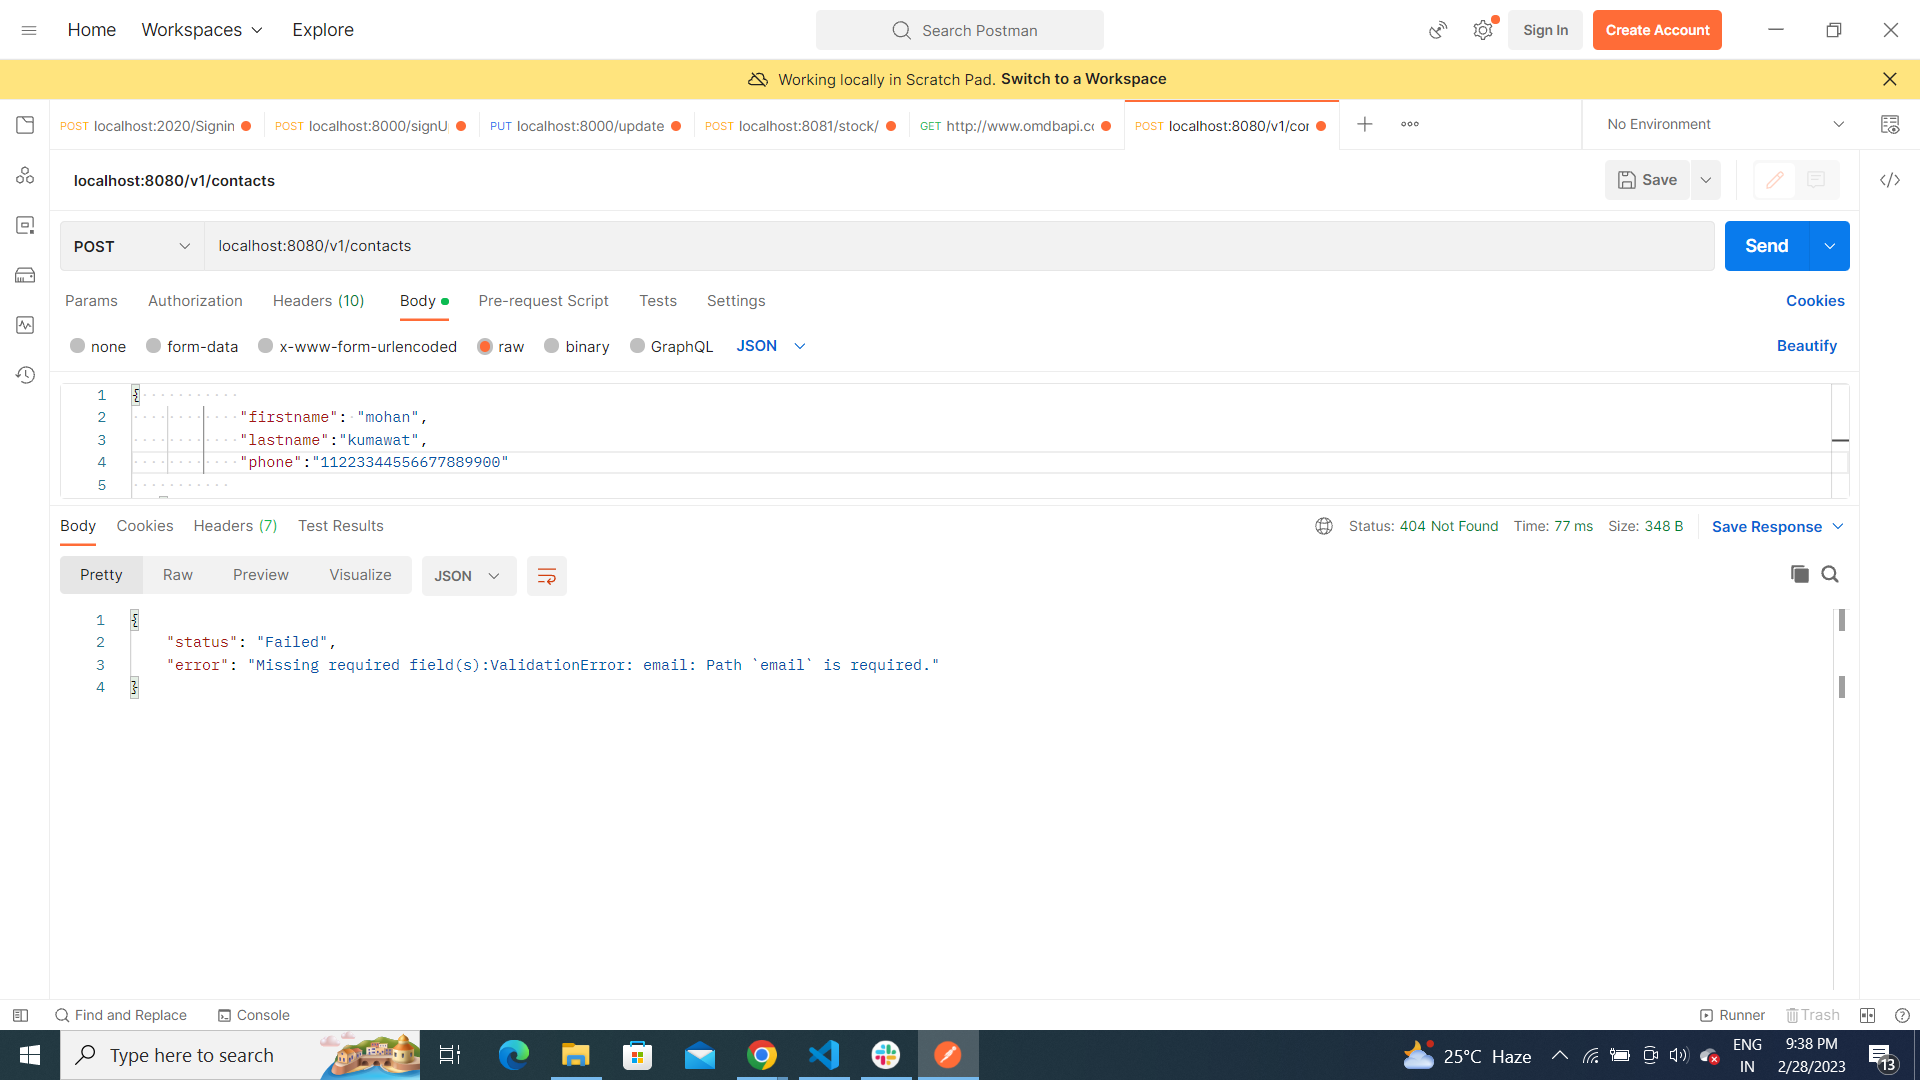 Home Workspaces Explore Search Postman Sign In Create Account
Working locally in Scratch Pad. Switch to a Workspace
POST localhost:2020/Signin POST localhost:8000/signU PUT localhost:8000/update POST localhost:8081/stock/ GET http://www.omdbapi.cc POST localhost:8080/v1/cor No Environment
localhost:8080/v1/contacts Save
POST localhost:8080/v1/contacts Send
Params Authorization Headers (10) Body Pre-request Script Tests Settings Cookies
none form-data x-www-form-urlencoded raw binary GraphQL JSON Beautify
1 {
2 "firstname": "mohan",
3 "lastname":"kumawat",
4 "phone":"11223344556677889900"
5
Body Cookies Headers (7) Test Results Status: 404 Not Found Time: 77 ms Size: 348 B Save Response
Pretty Raw Preview Visualize JSON
1 {
2 "status": "Failed",
3 "error": "Missing required field(s):ValidationError: email: Path `email` is required."
4 }
Find and Replace Console Runner Trash
Type here to search 25°C Haze ENG IN 9:38 PM 2/28/2023 13